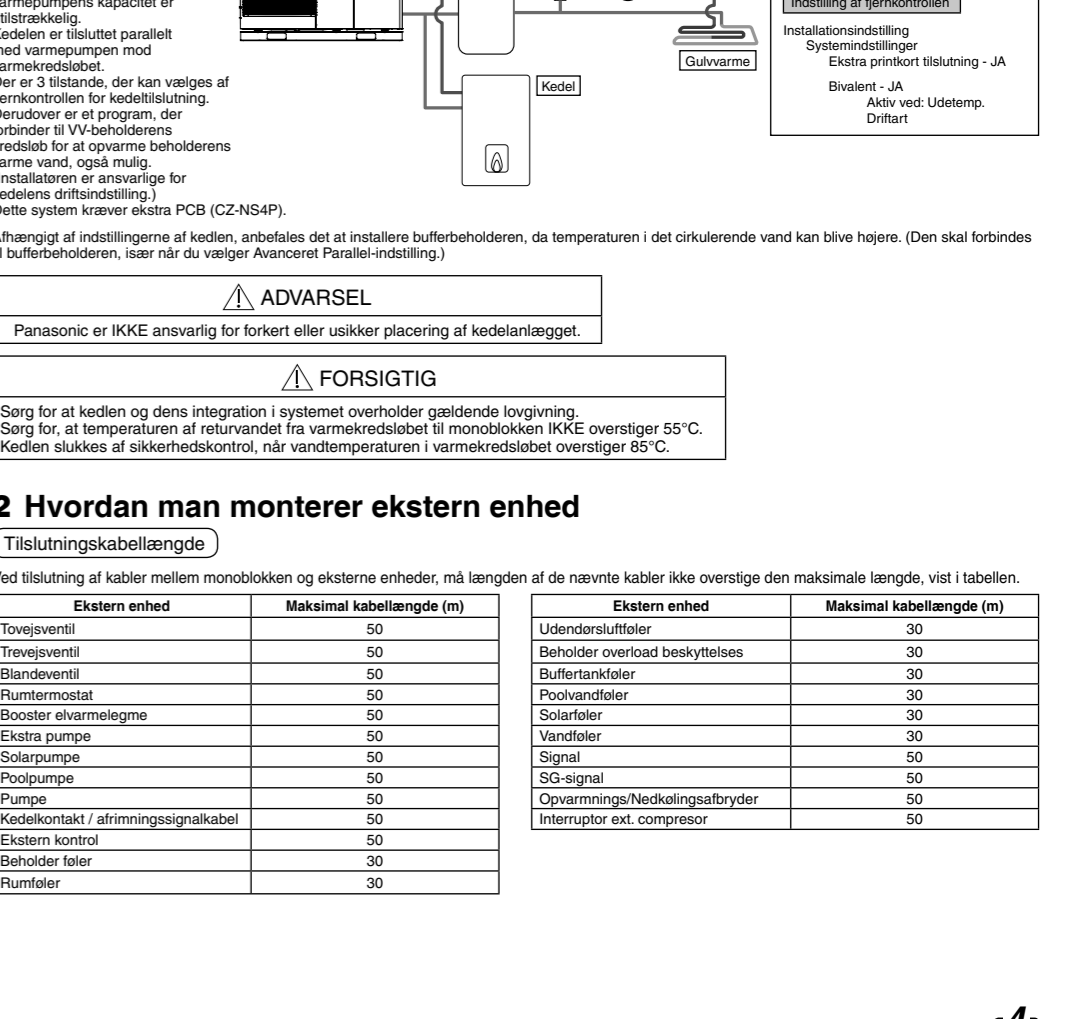 varmepumpens kapacitet er
tilstrækkelig.
Kedelen er tilsluttet parallelt
med varmepumpen mod
varmekredsløbet.
Der er 3 tilstande, der kan vælges af
fjernkontrollen for kedeltilslutning.
Derudover er et program, der
forbinder til VV-beholderens
kredsløb for at opvarme beholderens
varme vand, også mulig.
(Installatøren er ansvarlige for
kedelens driftsindstilling.)
Dette system kræver ekstra PCB (CZ-NS4P).
Kedel
Gulvvarme
Indstilling af fjernkontrollen
Installationsindstilling
Systemindstillinger
Ekstra printkort tilslutning - JA
Bivalent - JA
Aktiv ved: Udetemp.
Driftart
Afhængigt af indstillingerne af kedlen, anbefales det at installere bufferbeholderen, da temperaturen i det cirkulerende vand kan blive højere. (Den skal forbindes
til bufferbeholderen, især når du vælger Avanceret Parallel-indstilling.)
ADVARSEL
Panasonic er IKKE ansvarlig for forkert eller usikker placering af kedelanlægget.
FORSIGTIG
Sørg for at kedlen og dens integration i systemet overholder gældende lovgivning.
Sørg for, at temperaturen af returvandet fra varmekredsløbet til monoblokken IKKE overstiger 55°C.
Kedlen slukkes af sikkerhedskontrol, når vandtemperaturen i varmekredsløbet overstiger 85°C.
2 Hvordan man monterer ekstern enhed
Tilslutningskabellængde
Ved tilslutning af kabler mellem monoblokken og eksterne enheder, må længden af de nævnte kabler ikke overstige den maksimale længde, vist i tabellen.
Ekstern enhed Maksimal kabellængde (m)
Tovejsventil 50
Trevejsventil 50
Blandeventil 50
Rumtermostat 50
Booster elvarmelegme 50
Ekstra pumpe 50
Solarpumpe 50
Poolpumpe 50
Pumpe 50
Kedelkontakt / afrimningssignalkabel 50
Ekstern kontrol 50
Beholder føler 30
Rumføler 30
Ekstern enhed Maksimal kabellængde (m)
Udendørsluftføler 30
Beholder overload beskyttelses 30
Buffertankføler 30
Poolvandføler 30
Solarføler 30
Vandføler 30
Signal 50
SG-signal 50
Opvarmnings/Nedkølingsafbryder 50
Interruptor ext. compresor 50